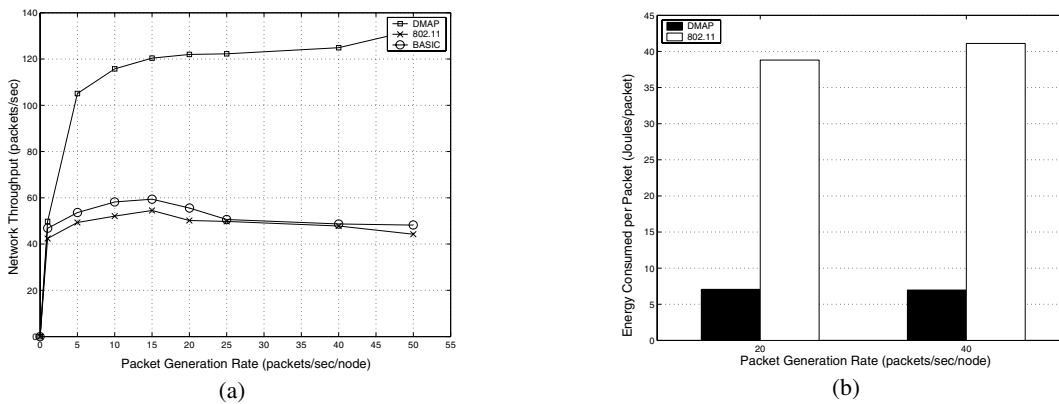 140
120
100
80
60
40
20
0
Network Throughput (packets/sec)
DMAP
802.11
BASIC
0 5 10 15 20 25 30 35 40 45 50 55
Packet Generation Rate (packets/sec/node)
(a)
45
40
35
30
25
20
15
10
5
0
Energy Consumed per Packet (Joules/packet)
DMAP
802.11
20 40
Packet Generation Rate (packets/sec/node)
(b)